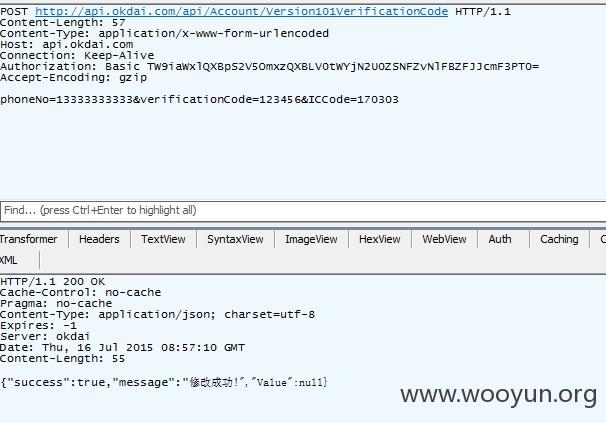 POST http://api.okdai.com/api/Account/Version101VerificationCode HTTP/1.1
Content-Length: 57
Content-Type: application/x-www-form-urlencoded
Host: api.okdai.com
Connection: Keep-Alive
Accept-Encoding: gzip
phoneNo=13333333333&verificationCode=123456&ICCode=170303
Find... (press Ctrl+Enter to highlight all)
Transformer Headers TextView SyntaxView ImageView HexView WebView Auth Caching
XML
HTTP/1.1 200 OK
Cache-Control: no-cache
Pragma: no-cache
Content-Type: application/json; charset=utf-8
Expires: -1
Server: okdai
Date: Thu, 16 Jul 2015 08:57:10 GMT
Content-Length: 55
{"success":true,"message":"修改成功!","Value":null}
www.wooyun.org